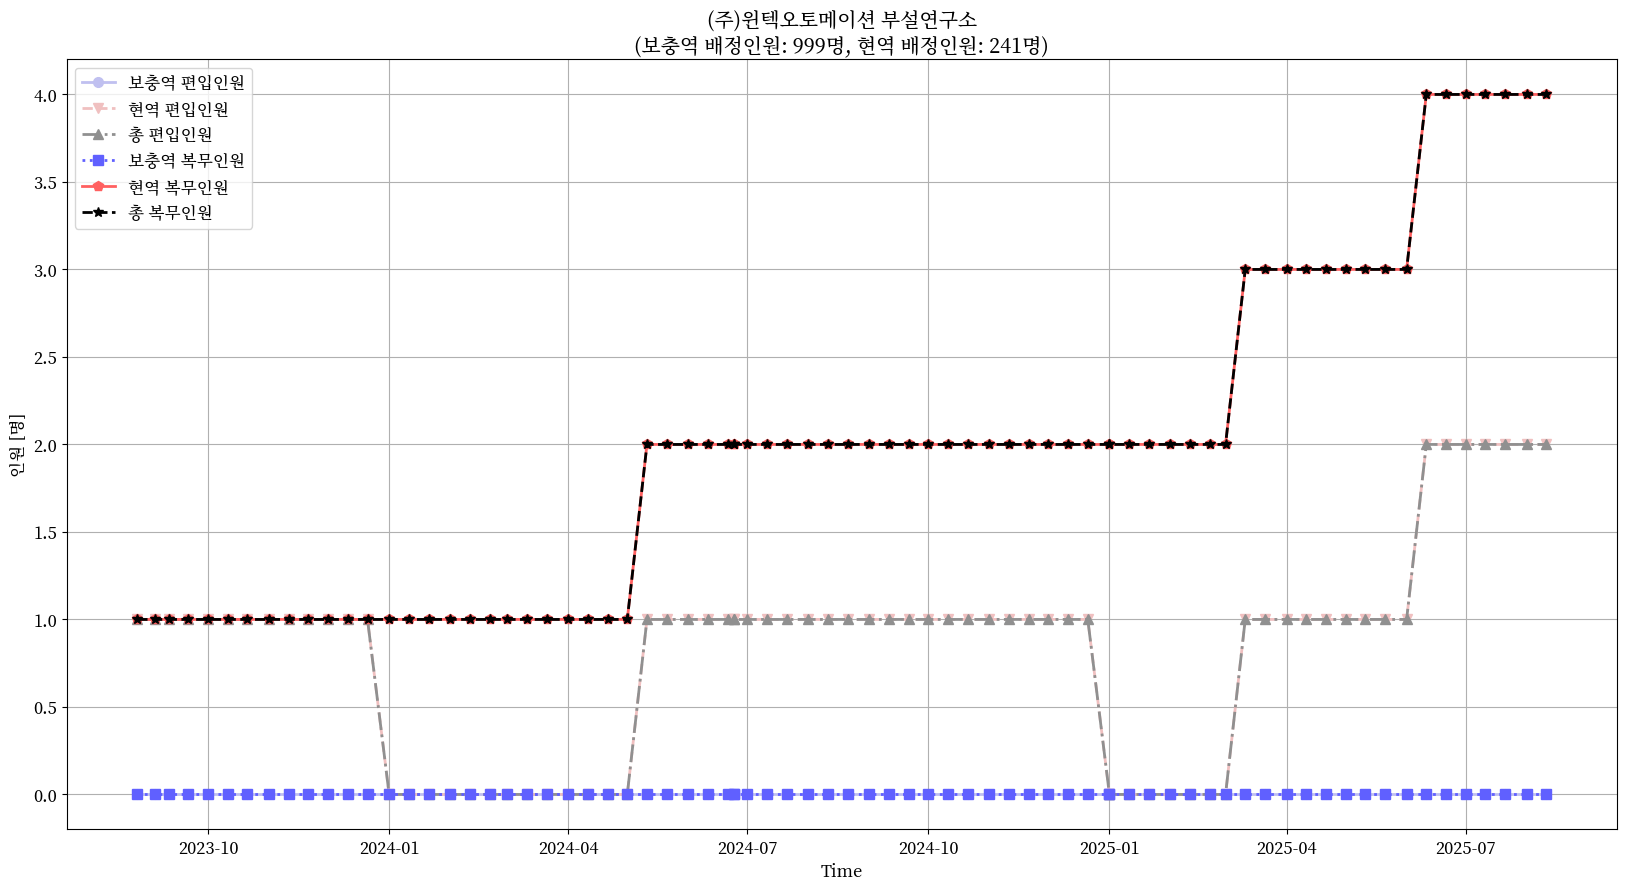 (주)윈텍오토메이션 부설연구소
(보충역 배정인원: 999명, 현역 배정인원: 241명)
보충역 편입인원
현역 편입인원
총 편입인원
보충역 복무인원
현역 복무인원
총 복무인원
4.0
3.5
3.0
2.5
2.0
1.5
1.0
0.5
0.0
인원 [명]
2023-10
2024-01
2024-04
2024-07
2024-10
2025-01
2025-04
2025-07
Time